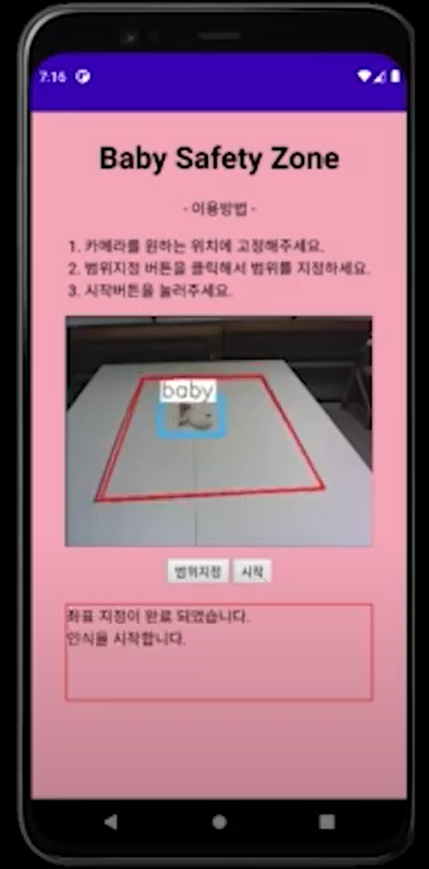 7:16
Baby Safety Zone
- 이용방법 -
1. 카메라를 원하는 위치에 고정해주세요.
2. 범위지정 버튼을 클릭해서 범위를 지정하세요.
3. 시작버튼을 눌러주세요.
baby
범위지정 시작
좌표 지정이 완료 되었습니다.
인식을 시작합니다.